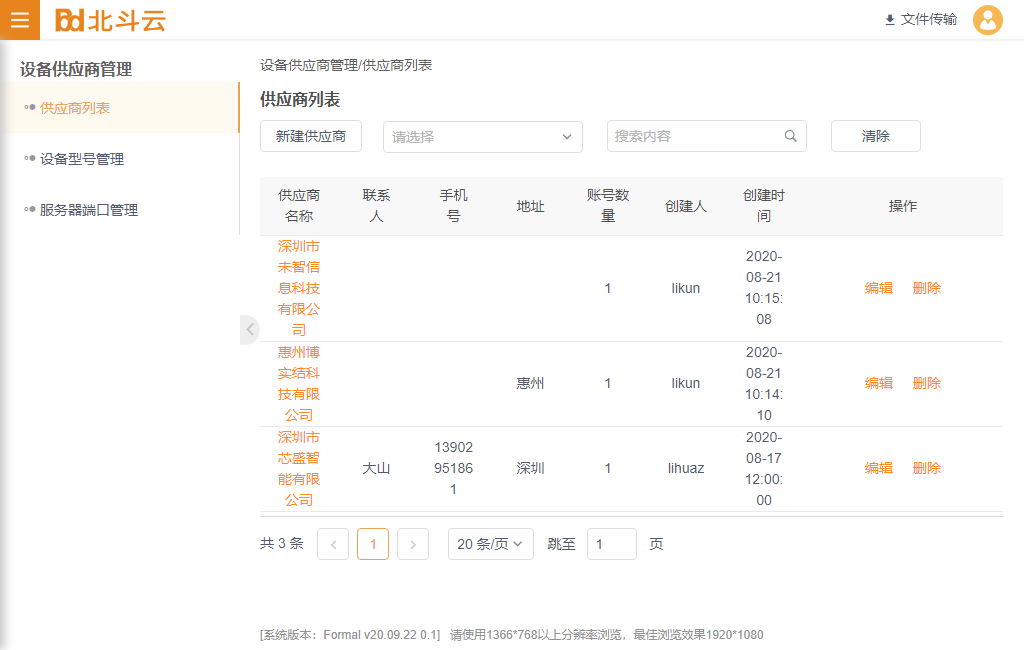 北斗云
文件传输
设备供应商管理
供应商列表
设备型号管理
服务器端口管理
设备供应商管理/供应商列表
供应商列表
新建供应商 请选择 搜索内容 清除
供应商名称 联系人 手机号 地址 账号数量 创建人 创建时间 操作
深圳市未智信息科技有限公司 1 likun 2020-08-21 10:15:08 编辑 删除
惠州博实结科技有限公司 惠州 1 likun 2020-08-21 10:14:10 编辑 删除
深圳市芯盛智能有限公司 大山 13902951861 深圳 1 lihuaz 2020-08-17 12:00:00 编辑 删除
共 3 条 1 20 条/页 跳至 1 页
[系统版本：Formal v20.09.22 0.1] 请使用1366*768以上分辨率浏览，最佳浏览效果1920*1080